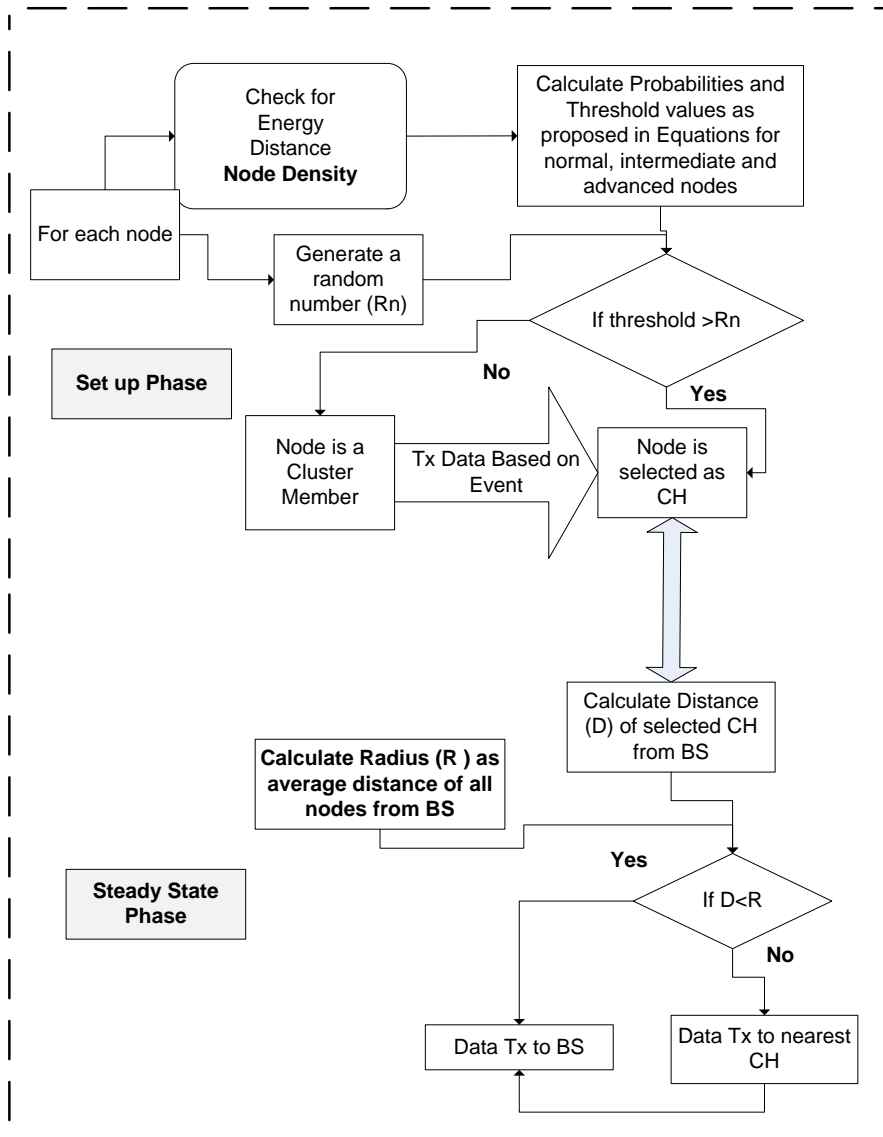 Check for
Energy
Distance
Node Density
Calculate Probabilities and
Threshold values as
proposed in Equations for
normal, intermediate and
advanced nodes
For each node
Generate a
random
number (Rn)
If threshold >Rn
Set up Phase
No
Yes
Node is a
Cluster
Member
Tx Data Based on
Event
Node is
selected as
CH
Calculate Distance
(D) of selected CH
from BS
Calculate Radius (R ) as
average distance of all
nodes from BS
Yes
Steady State
Phase
If D<R
No
Data Tx to BS
Data Tx to nearest
CH